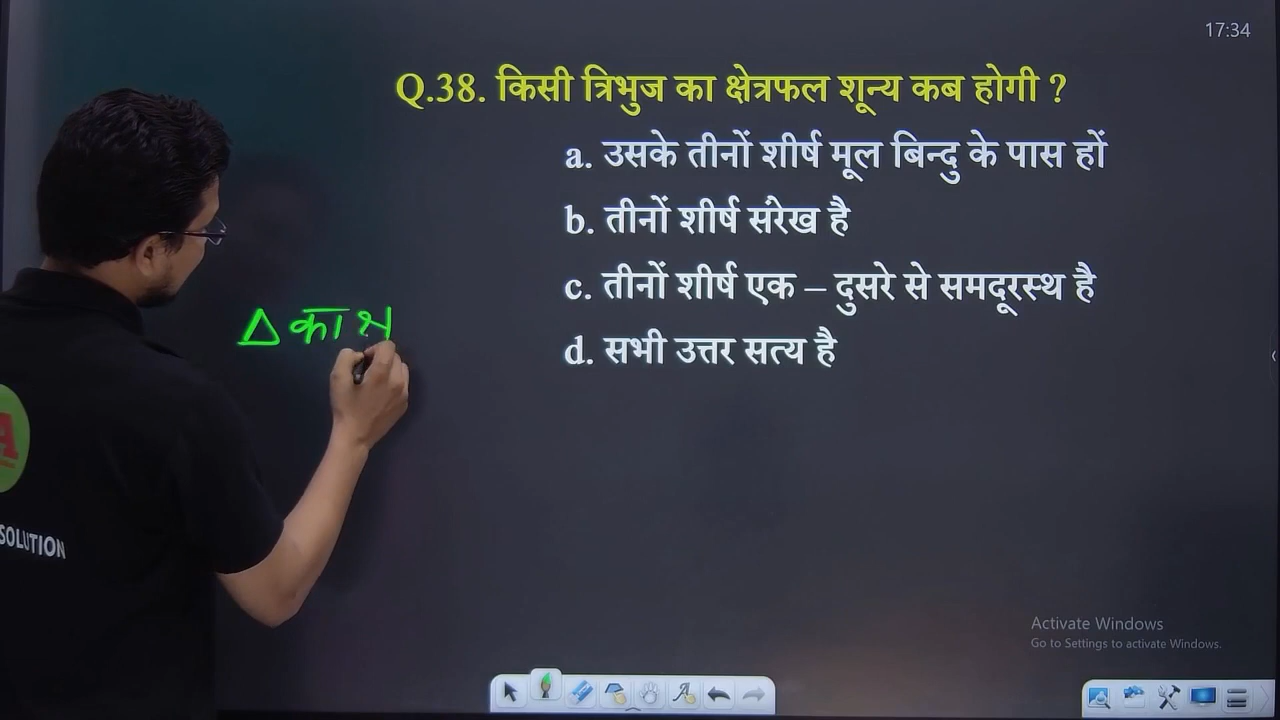 17:34
Q.38. किसी त्रिभुज का क्षेत्रफल शून्य कब होगी ?
a. उसके तीनों शीर्ष मूल बिन्दु के पास हों
b. तीनों शीर्ष संरेख है
c. तीनों शीर्ष एक – दुसरे से समदूरस्थ है
d. सभी उत्तर सत्य है
Δ का
A
SOLUTION
Activate Windows
Go to Settings to activate Windows.